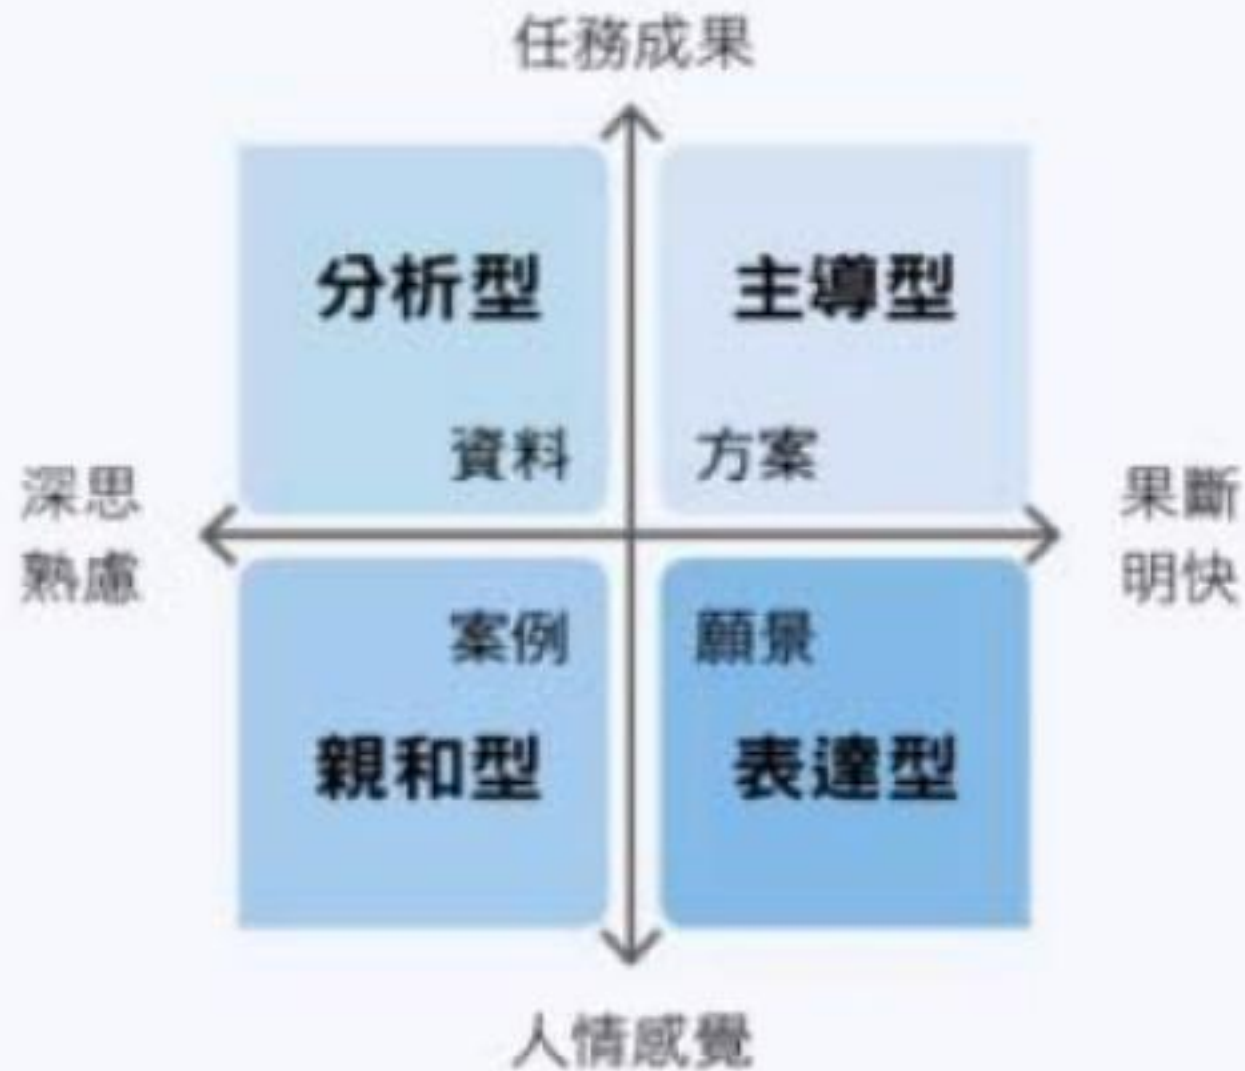 任務成果
分析型
主導型
資料
方案
深思
熟慮
果斷
明快
案例
願景
親和型
表達型
人情感覺